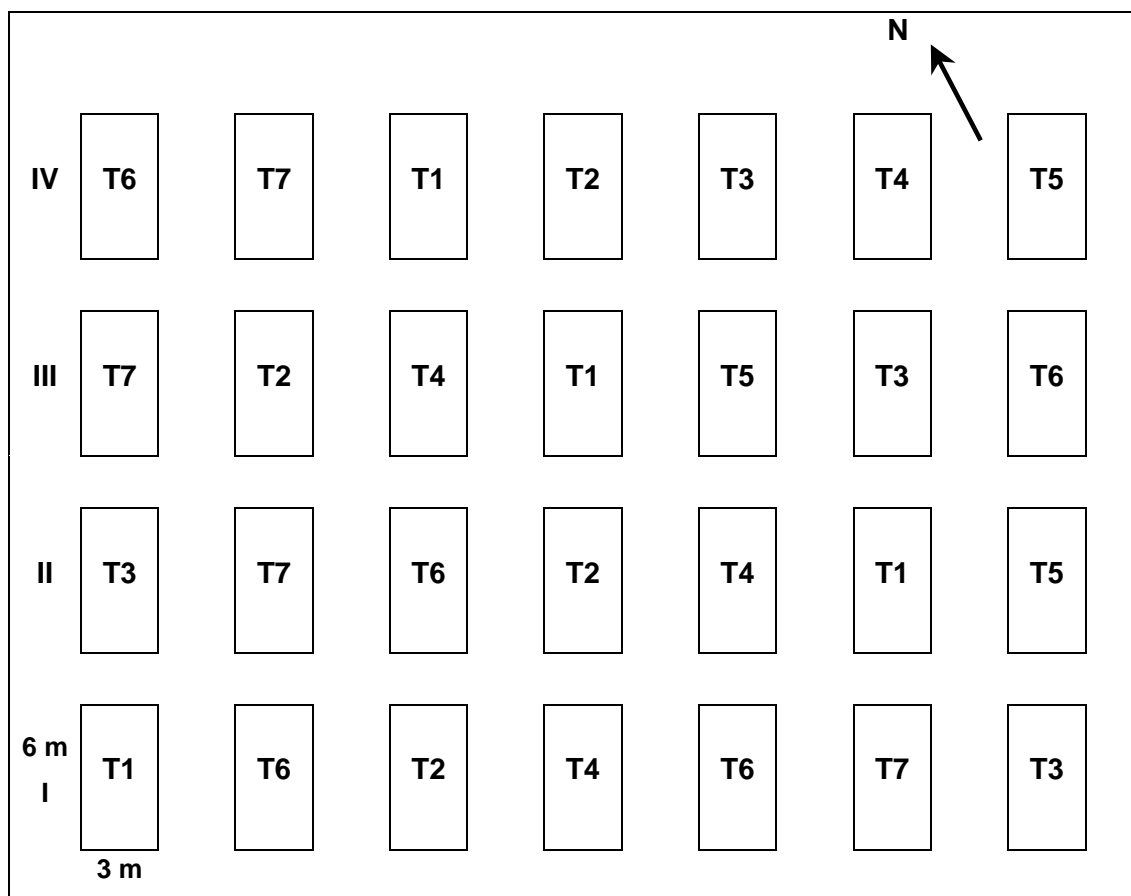 N
IV T6 T7 T1 T2 T3 T4 T5
III T7 T2 T4 T1 T5 T3 T6
II T3 T7 T6 T2 T4 T1 T5
6 m
I T1 T6 T2 T4 T6 T7 T3
3 m